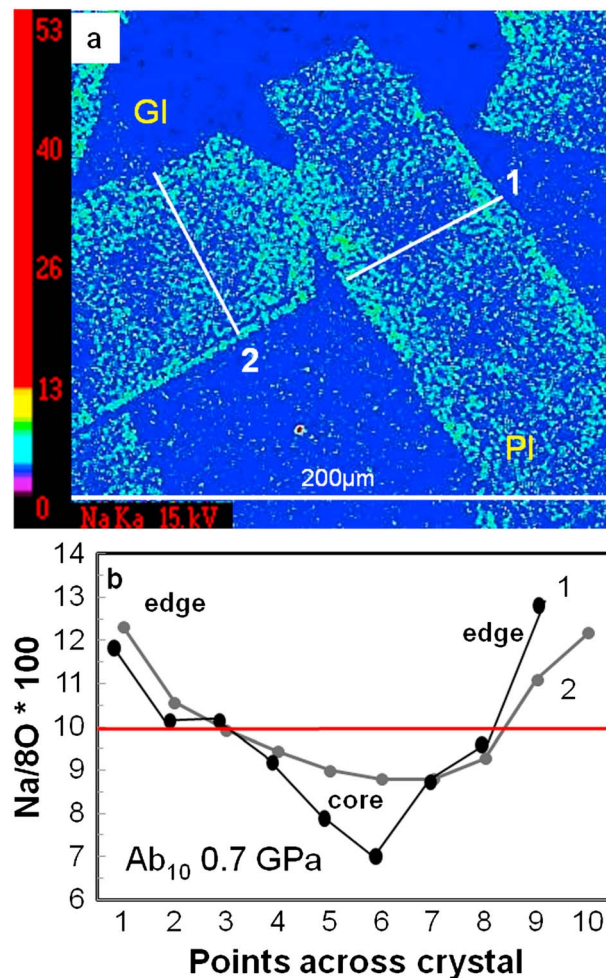 53
a
40
26
13
0
Gl
1
2
Pl
200µm
Na Ka 15. kV
14
13
12
11
10
9
8
7
6
b
edge
edge
1
2
core
Ab10 0.7 GPa
Na/8O * 100
1 2 3 4 5 6 7 8 9 10
Points across crystal